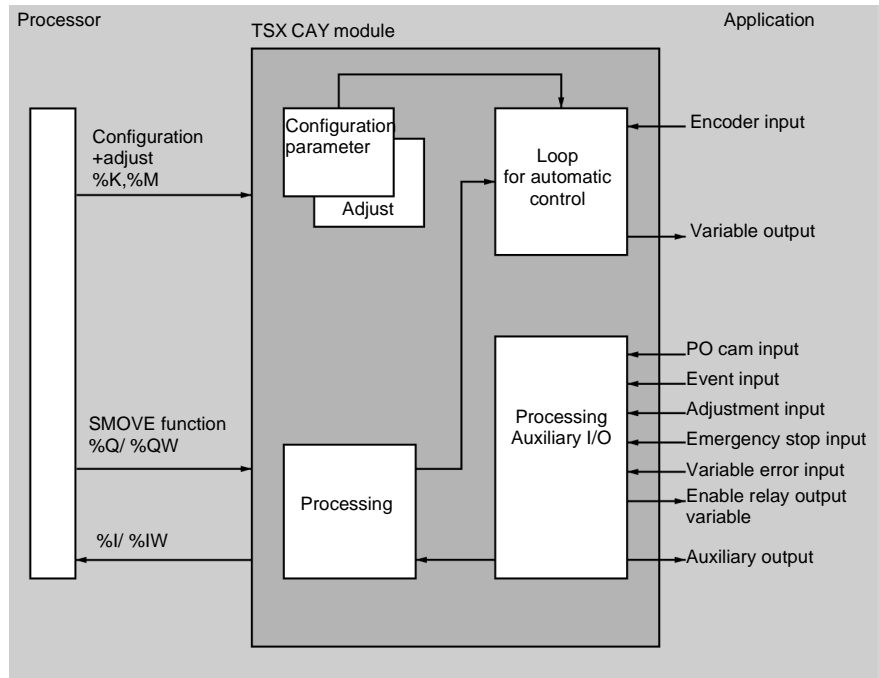 Processor
TSX CAY module
Application
Configuration
+adjust
%K,%M
Configuration
parameter
Adjust
Loop
for automatic
control
Encoder input
Variable output
SMOVE function
%Q/ %QW
%I/ %IW
Processing
Processing
Auxiliary I/O
PO cam input
Event input
Adjustment input
Emergency stop input
Variable error input
Enable relay output
variable
Auxiliary output